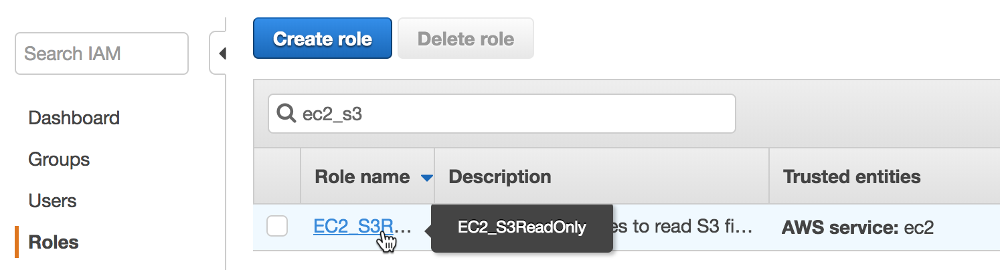 Search IAM
Dashboard
Groups
Users
Roles
Create role
Delete role
ec2_s3
Role name
Description
Trusted entities
EC2_S3R...
EC2_S3ReadOnly
to read S3 fi...
AWS service: ec2